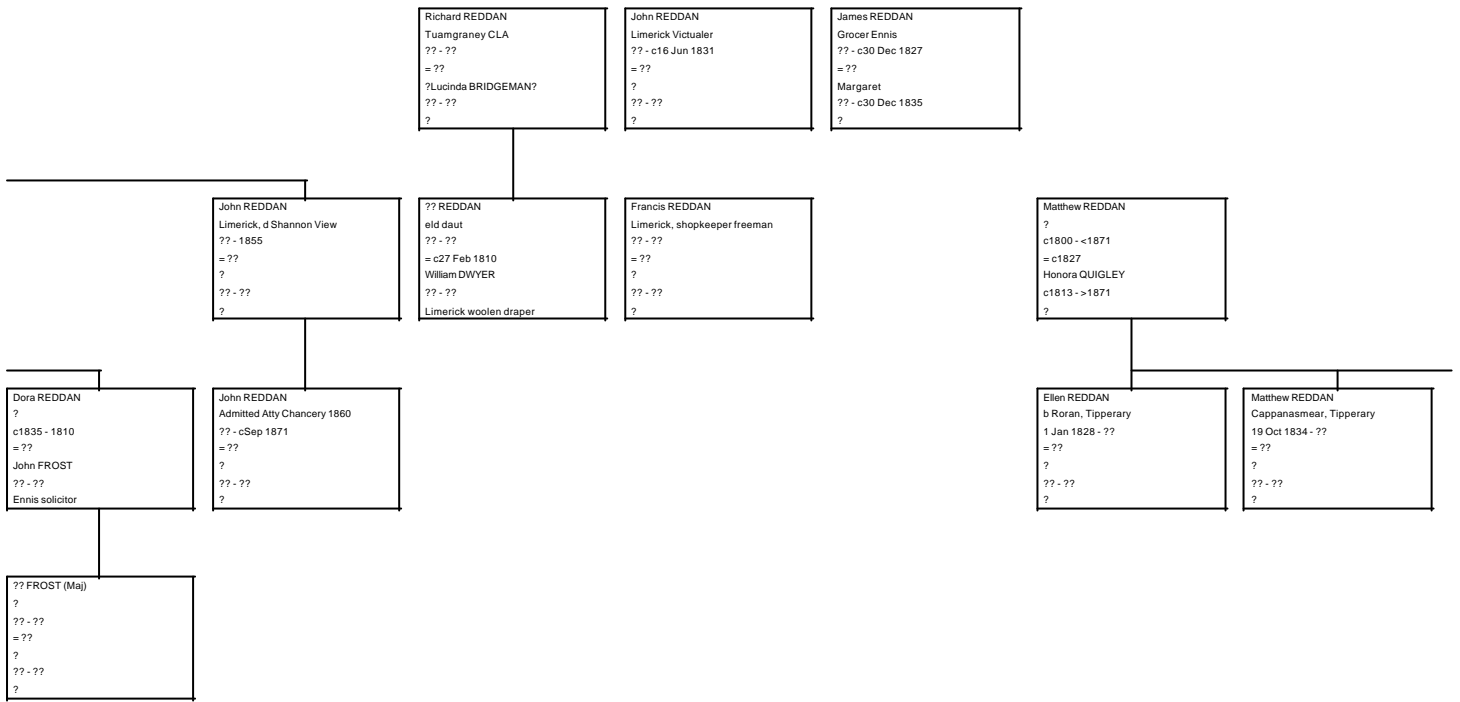 Richard REDDAN
Tuamgraney CLA
?? - ??
= ??
?Lucinda BRIDGEMAN?
?? - ??
?
John REDDAN
Limerick Victualer
?? - c16 Jun 1831
= ??
?
?? - ??
?
James REDDAN
Grocer Ennis
?? - c30 Dec 1827
= ??
Margaret
?? - c30 Dec 1835
?
John REDDAN
Limerick, d Shannon View
?? - 1855
= ??
?
?? - ??
?
?? REDDAN
eld daut
?? - ??
= c27 Feb 1810
William DWYER
?? - ??
Limerick woolen draper
Francis REDDAN
Limerick, shopkeeper freeman
?? - ??
= ??
?
?? - ??
?
Matthew REDDAN
?
c1800 - <1871
= c1827
Honora QUIGLEY
c1813 - >1871
?
Dora REDDAN
?
c1835 - 1810
= ??
John FROST
?? - ??
Ennis solicitor
John REDDAN
Admitted Atty Chancery 1860
?? - cSep 1871
= ??
?
?? - ??
?
Ellen REDDAN
b Roran, Tipperary
1 Jan 1828 - ??
= ??
?
?? - ??
?
Matthew REDDAN
Cappanasmear, Tipperary
19 Oct 1834 - ??
= ??
?
?? - ??
?
?? FROST (Maj)
?
?? - ??
= ??
?
?? - ??
?